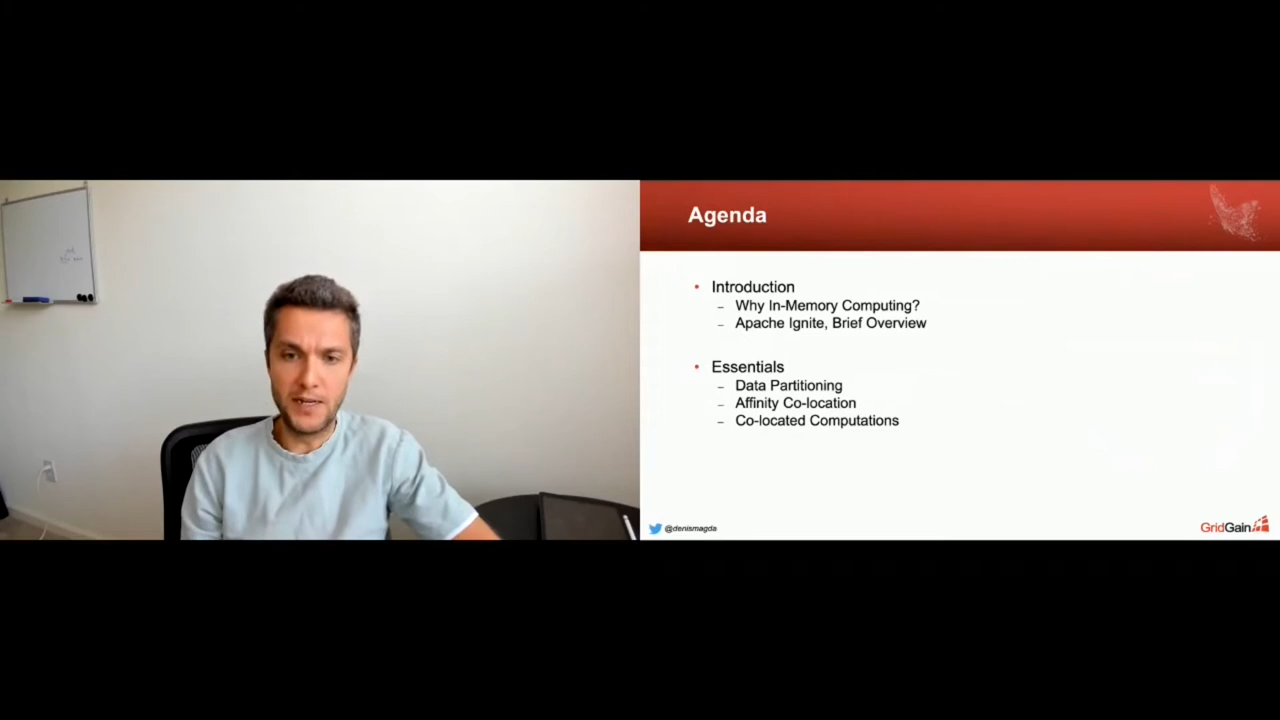 Agenda
• Introduction
– Why In-Memory Computing?
– Apache Ignite, Brief Overview
• Essentials
– Data Partitioning
– Affinity Co-location
– Co-located Computations
@denismagda
GridGain